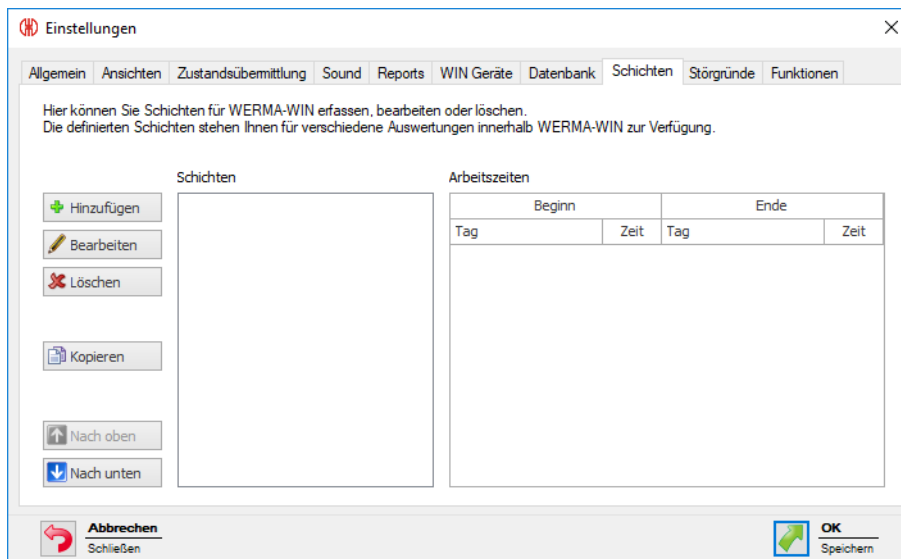 Einstellungen
Allgemein Ansichten Zustandsübermittlung Sound Reports WIN Geräte Datenbank Schichten Störgründe Funktionen
Hier können Sie Schichten für WERMA-WIN erfassen, bearbeiten oder löschen.
Die definierten Schichten stehen Ihnen für verschiedene Auswertungen innerhalb WERMA-WIN zur Verfügung.
Schichten Arbeitszeiten
Hinzufügen
Bearbeiten
Löschen
Kopieren
Nach oben
Nach unten
Beginn Ende
Tag Zeit Tag Zeit
Abbrechen
Schließen
OK
Speichern